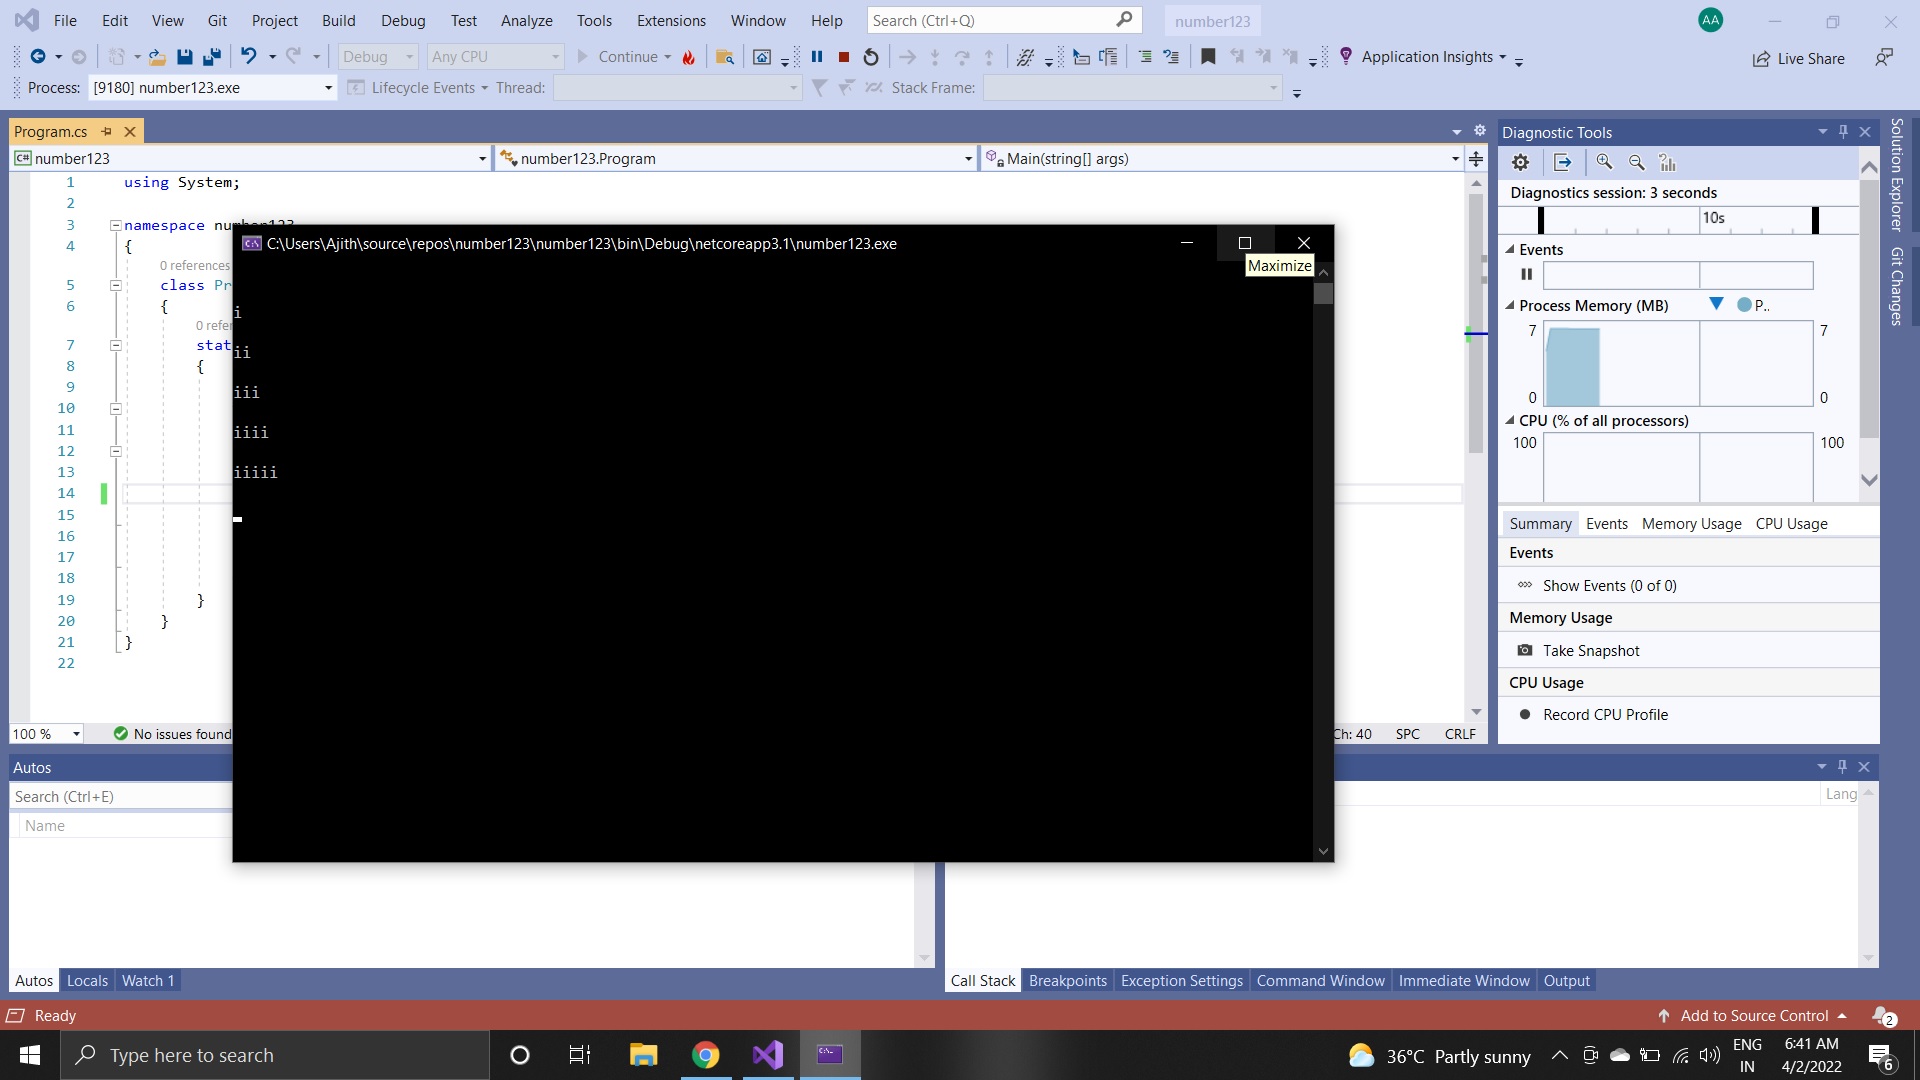 File Edit View Git Project Build Debug Test Analyze Tools Extensions Window Help Search (Ctrl+Q) number123 AA
Debug Any CPU Continue Application Insights Live Share
Process: [9180] number123.exe Lifecycle Events Thread: Stack Frame:
Program.cs
C# number123 number123.Program Main(string[] args)
1 using System;
2
3 namespace number123
4 {
0 references
5 class Pr
6 {
0 refer
7 stat
8 {
9
10
11
12
13
14
15
16
17
18
19 }
20 }
21 }
22
C:\Users\Ajith\source\repos\number123\number123\bin\Debug\netcoreapp3.1\number123.exe
Maximize
i
ii
iii
iiii
iiiii
100 % No issues found Ch: 40 SPC CRLF
Diagnostic Tools
Diagnostics session: 3 seconds
10s
Events
Process Memory (MB) P..
7 7
0 0
CPU (% of all processors)
100 100
Summary Events Memory Usage CPU Usage
Events
Show Events (0 of 0)
Memory Usage
Take Snapshot
CPU Usage
Record CPU Profile
Solution Explorer
Git Changes
Autos
Search (Ctrl+E)
Name
Lang
Autos Locals Watch 1
Call Stack Breakpoints Exception Settings Command Window Immediate Window Output
Ready Add to Source Control 2
Type here to search
36°C Partly sunny
ENG
IN
6:41 AM
4/2/2022
6